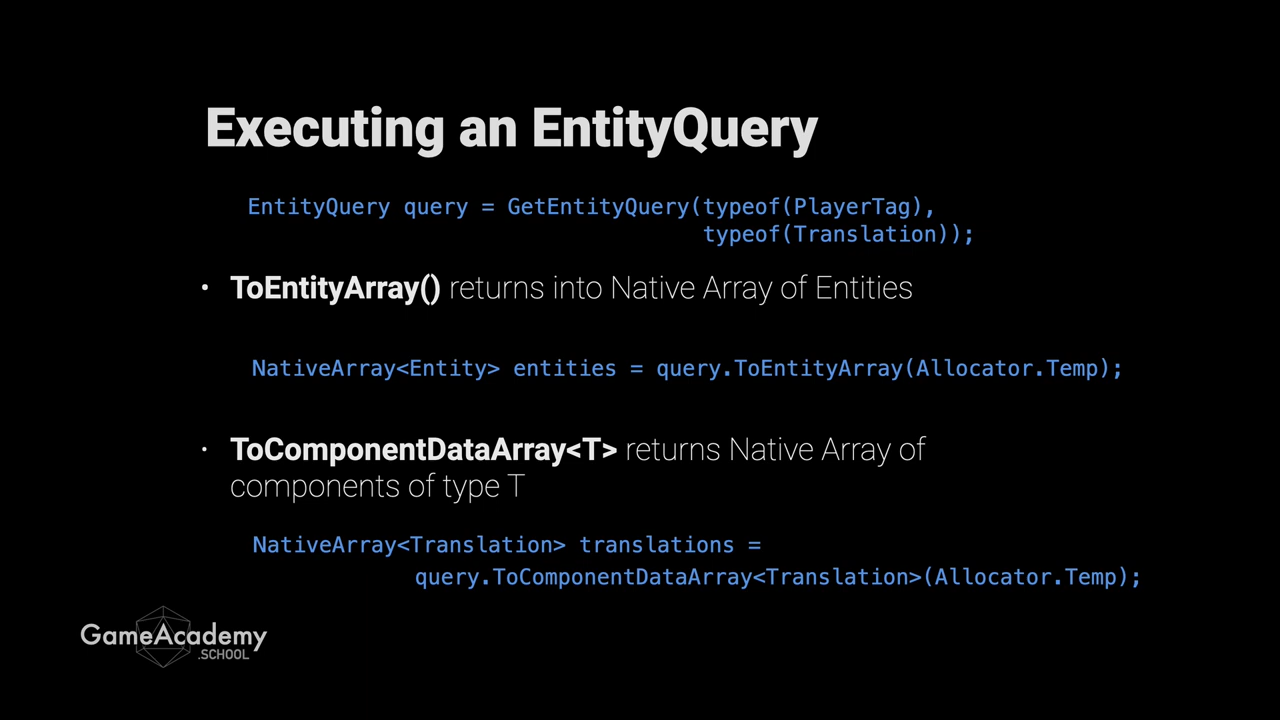 Executing an EntityQuery
EntityQuery query = GetEntityQuery(typeof(PlayerTag),
typeof(Translation));
• ToEntityArray() returns into Native Array of Entities
NativeArray<Entity> entities = query.ToEntityArray(Allocator.Temp);
• ToComponentDataArray<T> returns Native Array of
components of type T
NativeArray<Translation> translations =
query.ToComponentDataArray<Translation>(Allocator.Temp);
GameAcademy
.SCHOOL